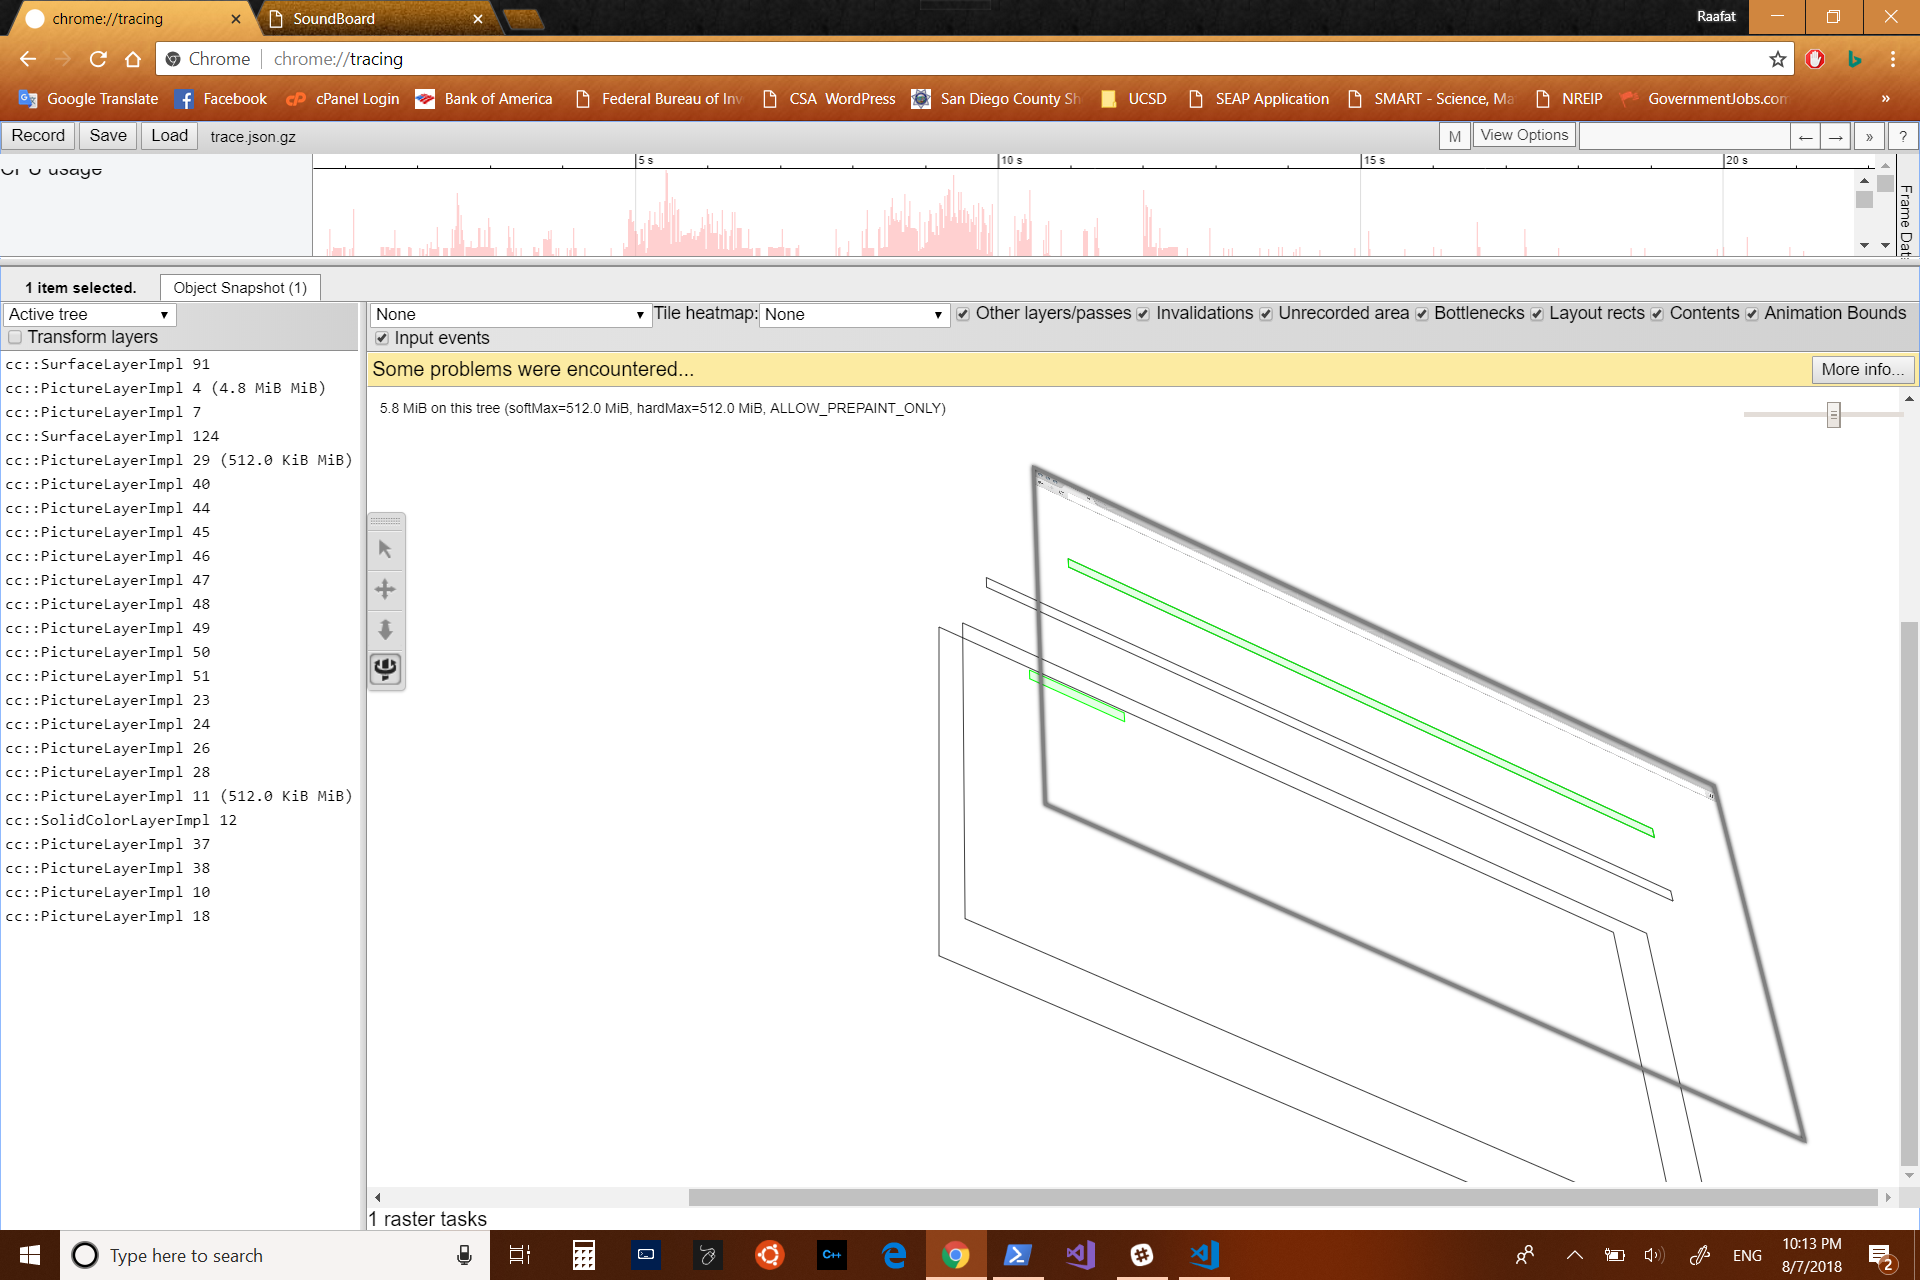 chrome://tracing
SoundBoard
Raafat
Chrome
chrome://tracing
Google Translate
Facebook
cPanel Login
Bank of America
Federal Bureau of Inv
CSA WordPress
San Diego County Sh
UCSD
SEAP Application
SMART - Science, Ma
NREIP
GovernmentJobs.com
»
Record
Save
Load
trace.json.gz
M
View Options
←
→
»
?
CPU usage
5 s
10 s
15 s
20 s
Frame Data
1 item selected.
Object Snapshot (1)
Active tree
None
Tile heatmap:
None
Other layers/passes
Invalidations
Unrecorded area
Bottlenecks
Layout rects
Contents
Animation Bounds
Transform layers
Input events
Some problems were encountered...
More info...
5.8 MiB on this tree (softMax=512.0 MiB, hardMax=512.0 MiB, ALLOW_PREPAINT_ONLY)
cc::SurfaceLayerImpl 91
cc::PictureLayerImpl 4 (4.8 MiB MiB)
cc::PictureLayerImpl 7
cc::SurfaceLayerImpl 124
cc::PictureLayerImpl 29 (512.0 KiB MiB)
cc::PictureLayerImpl 40
cc::PictureLayerImpl 44
cc::PictureLayerImpl 45
cc::PictureLayerImpl 46
cc::PictureLayerImpl 47
cc::PictureLayerImpl 48
cc::PictureLayerImpl 49
cc::PictureLayerImpl 50
cc::PictureLayerImpl 51
cc::PictureLayerImpl 23
cc::PictureLayerImpl 24
cc::PictureLayerImpl 26
cc::PictureLayerImpl 28
cc::PictureLayerImpl 11 (512.0 KiB MiB)
cc::SolidColorLayerImpl 12
cc::PictureLayerImpl 37
cc::PictureLayerImpl 38
cc::PictureLayerImpl 10
cc::PictureLayerImpl 18
1 raster tasks
Type here to search
C++
ENG
10:13 PM
8/7/2018
2